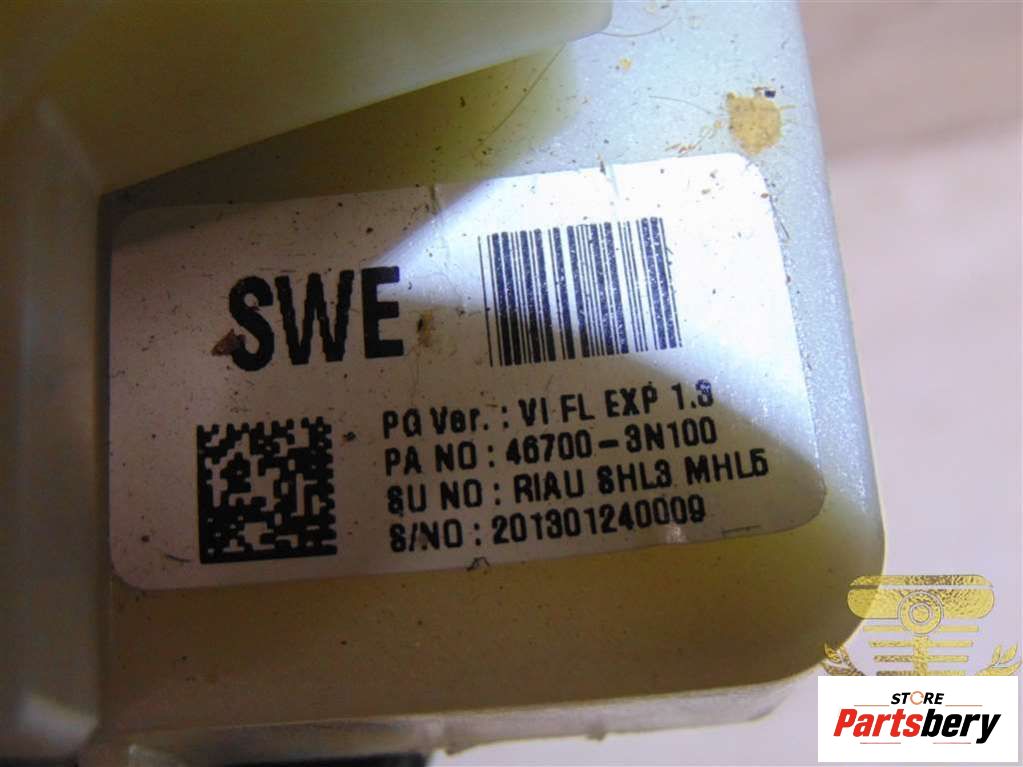 SWE
PG Ver. : VI FL EXP 1.3
PA NO : 46700-3N100
SU NO : RIAU SHL3 MHL5
S/NO : 201301240009
STORE
Partsbery